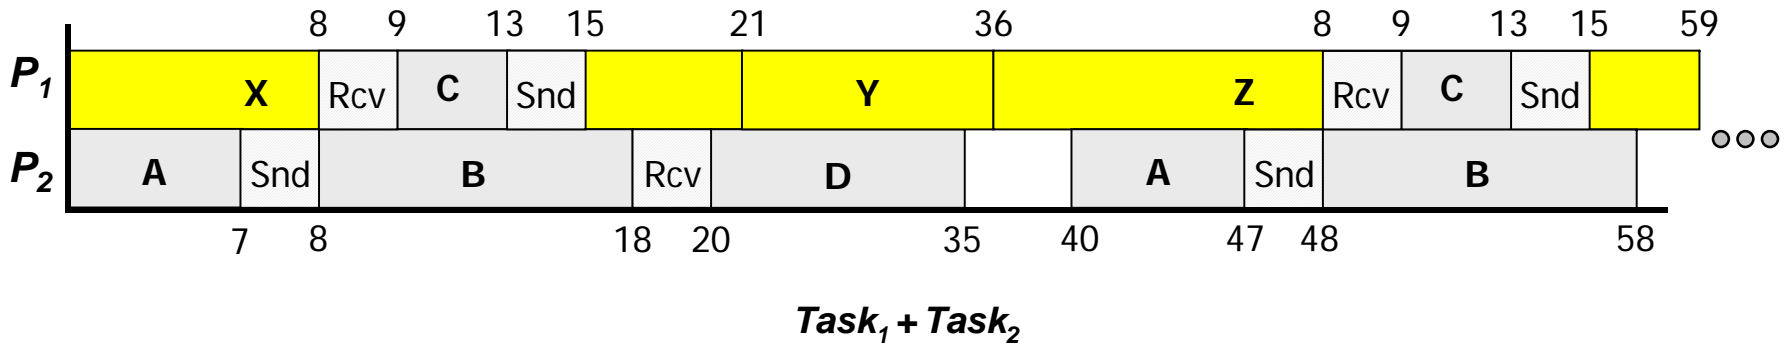 8 9 13 15 21 36 8 9 13 15 59
P1 X Rcv C Snd Y Z Rcv C Snd
P2 A Snd B Rcv D A Snd B
7 8 18 20 35 40 47 48 58
Task1 + Task2